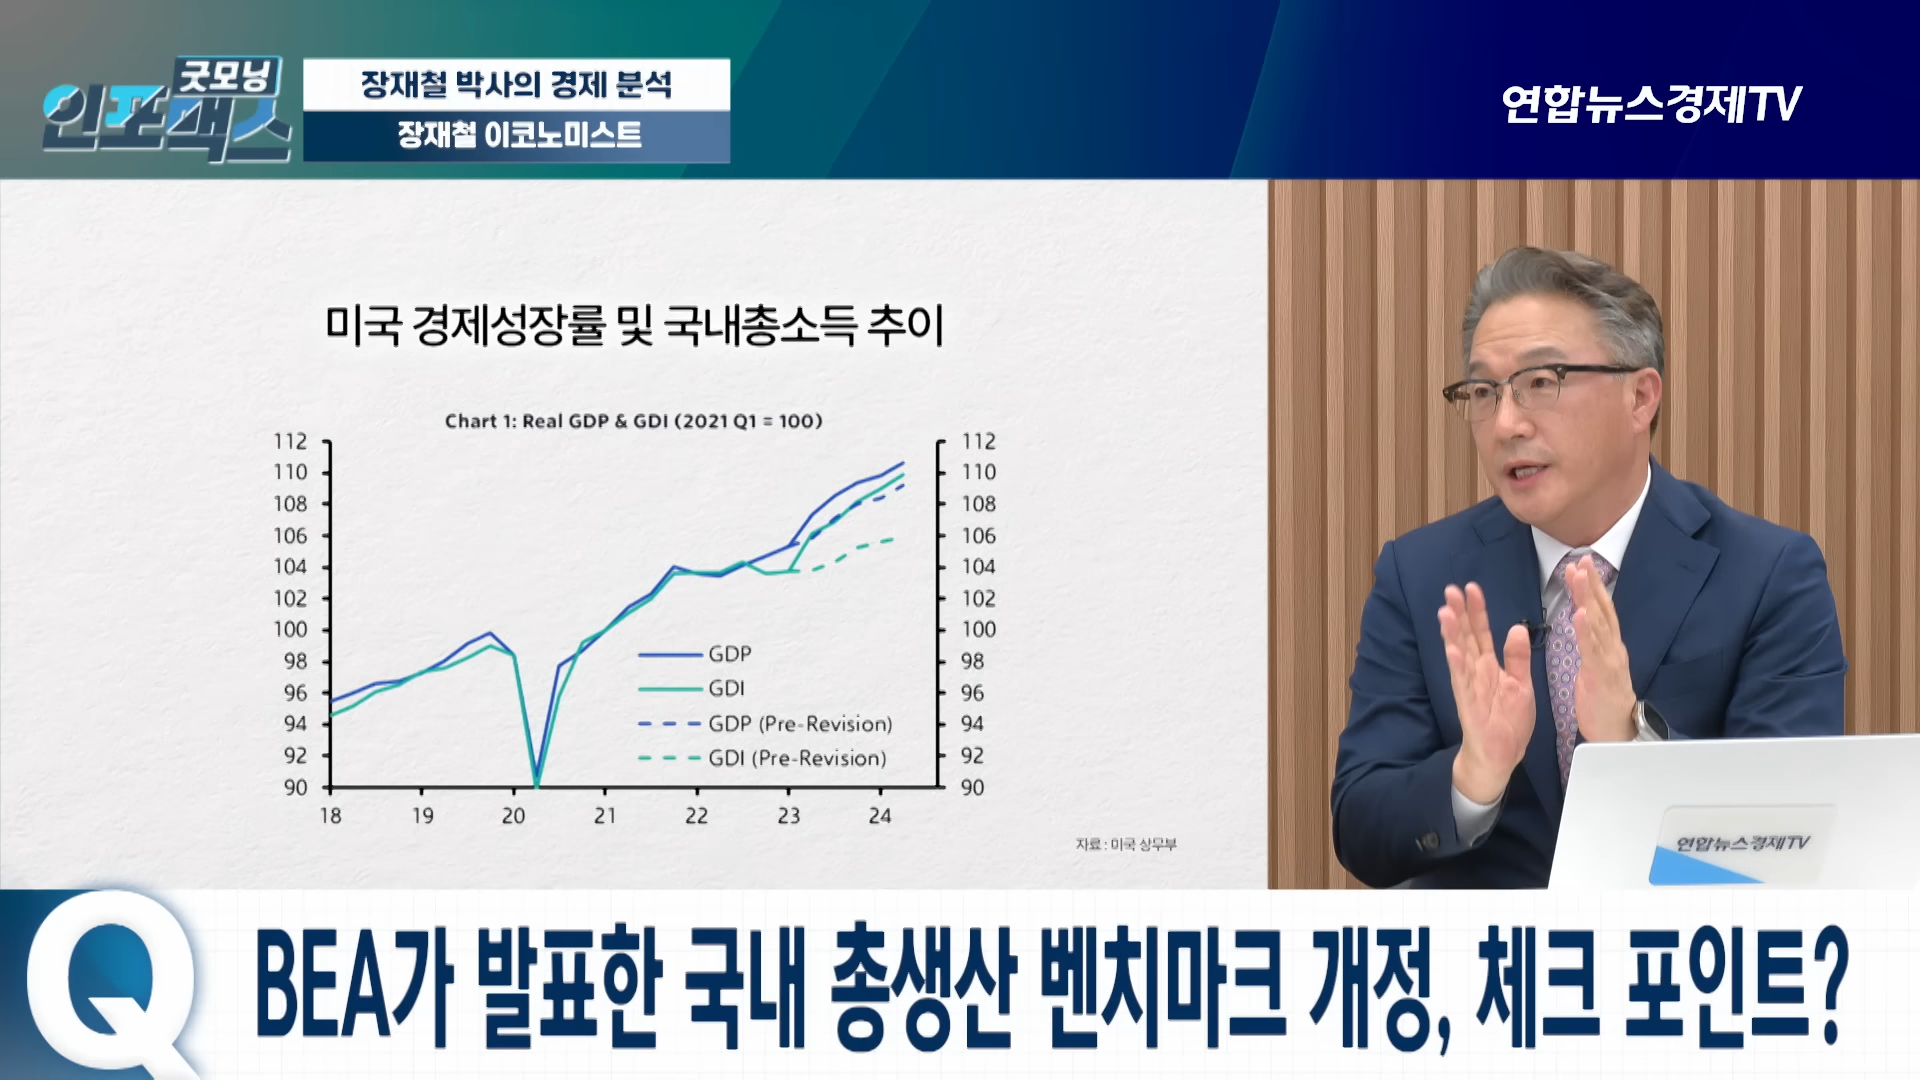 굿모닝
인포맥스
장재철 박사의 경제 분석
장재철 이코노미스트
연합뉴스경제TV
미국 경제성장률 및 국내총소득 추이
Chart 1: Real GDP & GDI (2021 Q1 = 100)
112 112
110 110
108 108
106 106
104 104
102 102
100 100
98 98
96 96
94 94
92 92
90 90
GDP
GDI
GDP (Pre-Revision)
GDI (Pre-Revision)
18 19 20 21 22 23 24
자료 : 미국 상무부
연합뉴스경제TV
Q BEA가 발표한 국내 총생산 벤치마크 개정, 체크 포인트?